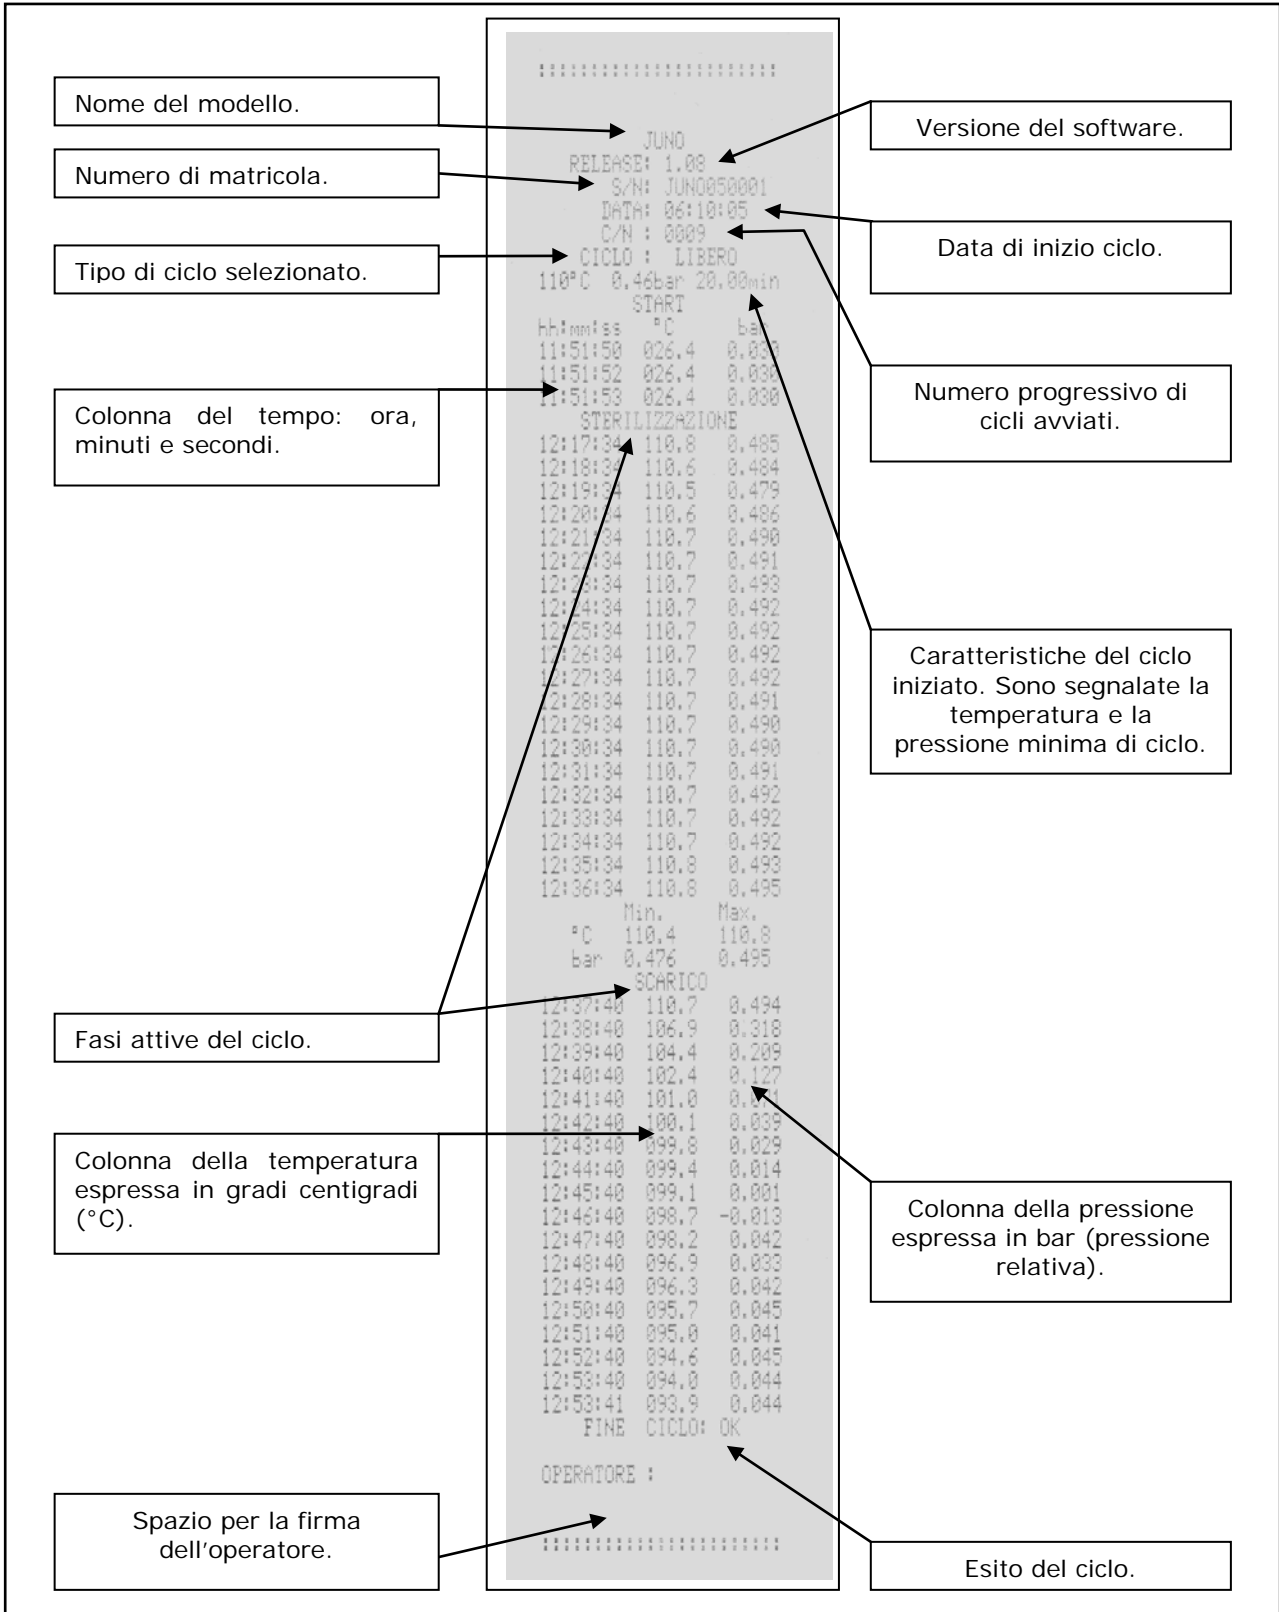 Nome del modello.
Numero di matricola.
Tipo di ciclo selezionato.
Colonna del tempo: ora,
minuti e secondi.
Fasi attive del ciclo.
Colonna della temperatura
espressa in gradi centigradi
(°C).
Spazio per la firma
dell'operatore.
::::::::::::::::::::::
JUNO
RELEASE: 1.08
S/N: JUNO050001
DATA: 06:10:05
C/N : 0009
CICLO : LIBERO
110°C 0.46bar 20.00min
START
hh:mm:ss °C bar
11:51:50 026.4 0.030
11:51:52 026.4 0.030
11:51:53 026.4 0.030
STERILIZZAZIONE
12:17:34 110.8 0.485
12:18:34 110.6 0.484
12:19:34 110.5 0.479
12:20:34 110.6 0.486
12:21:34 110.7 0.490
12:22:34 110.7 0.491
12:23:34 110.7 0.493
12:24:34 110.7 0.492
12:25:34 110.7 0.492
12:26:34 110.7 0.492
12:27:34 110.7 0.492
12:28:34 110.7 0.491
12:29:34 110.7 0.490
12:30:34 110.7 0.490
12:31:34 110.7 0.491
12:32:34 110.7 0.492
12:33:34 110.7 0.492
12:34:34 110.7 0.492
12:35:34 110.8 0.493
12:36:34 110.8 0.495
Min. Max.
°C 110.4 110.8
bar 0.476 0.495
SCARICO
12:37:40 110.7 0.494
12:38:40 106.9 0.318
12:39:40 104.4 0.209
12:40:40 102.4 0.127
12:41:40 101.0 0.071
12:42:40 100.1 0.039
12:43:40 099.8 0.029
12:44:40 099.4 0.014
12:45:40 099.1 0.001
12:46:40 098.7 -0.013
12:47:40 098.2 0.042
12:48:40 096.9 0.033
12:49:40 096.3 0.042
12:50:40 095.7 0.045
12:51:40 095.0 0.041
12:52:40 094.6 0.045
12:53:40 094.0 0.044
12:53:41 093.9 0.044
FINE CICLO: OK
OPERATORE :
::::::::::::::::::::::
Versione del software.
Data di inizio ciclo.
Numero progressivo di
cicli avviati.
Caratteristiche del ciclo
iniziato. Sono segnalate la
temperatura e la
pressione minima di ciclo.
Colonna della pressione
espressa in bar (pressione
relativa).
Esito del ciclo.